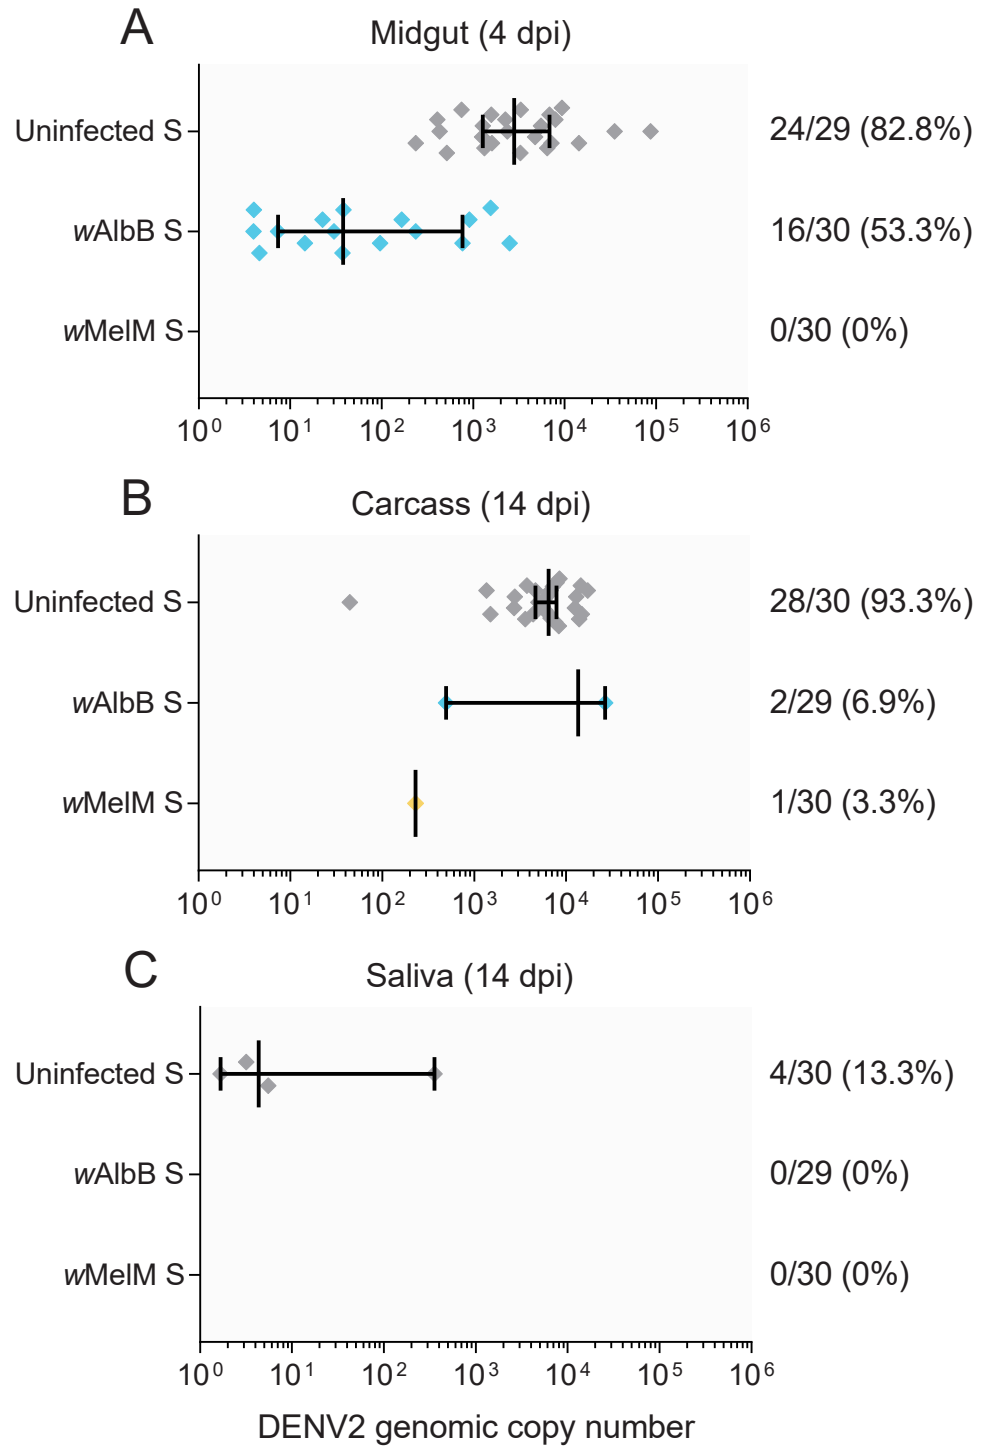 A
Midgut (4 dpi)
Uninfected S 24/29 (82.8%)
wAlbB S 16/30 (53.3%)
wMelM S 0/30 (0%)
10⁰ 10¹ 10² 10³ 10⁴ 10⁵ 10⁶
B
Carcass (14 dpi)
Uninfected S 28/30 (93.3%)
wAlbB S 2/29 (6.9%)
wMelM S 1/30 (3.3%)
10⁰ 10¹ 10² 10³ 10⁴ 10⁵ 10⁶
C
Saliva (14 dpi)
Uninfected S 4/30 (13.3%)
wAlbB S 0/29 (0%)
wMelM S 0/30 (0%)
10⁰ 10¹ 10² 10³ 10⁴ 10⁵ 10⁶
DENV2 genomic copy number